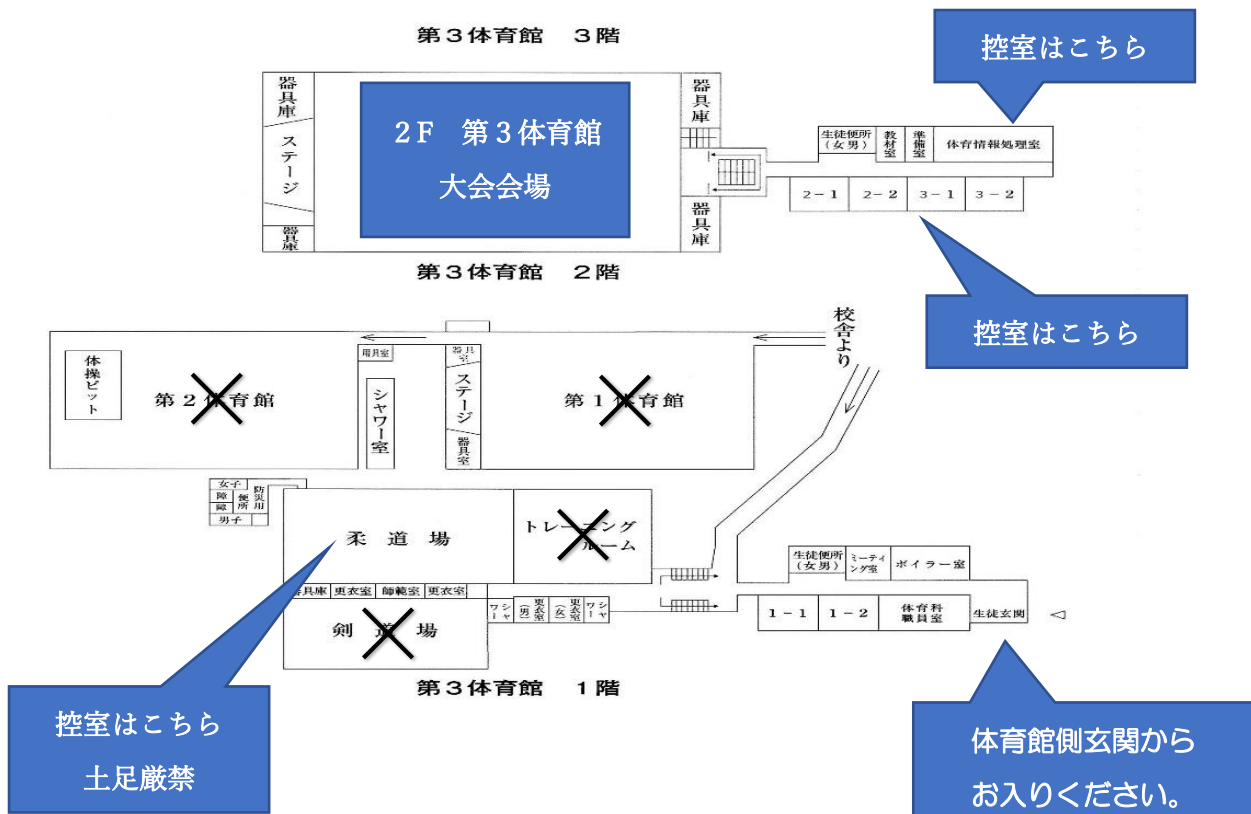 第３体育館　３階
控室はこちら
器具庫
ステージ
器具庫
２Ｆ　第３体育館
大会会場
器具庫
器具庫
生徒便所
（女男）
教材室
準備室
体育情報処理室
２－１
２－２
３－１
３－２
第３体育館　２階
控室はこちら
校舎より
体操ピット
第２体育館
用具室
シャワー室
器具室
ステージ
器具室
第１体育館
女子
障
障
便所
防災用
男子
柔道場
トレーニング
ルーム
器具庫
更衣室
師範室
更衣室
剣道場
シャワー
更衣室（男）
更衣室（女）
シャワ
生徒便所
（女男）
ミーティ
ング室
ボイラー室
１－１
１－２
体育科
職員室
生徒玄関
第３体育館　１階
控室はこちら
土足厳禁
体育館側玄関から
お入りください。